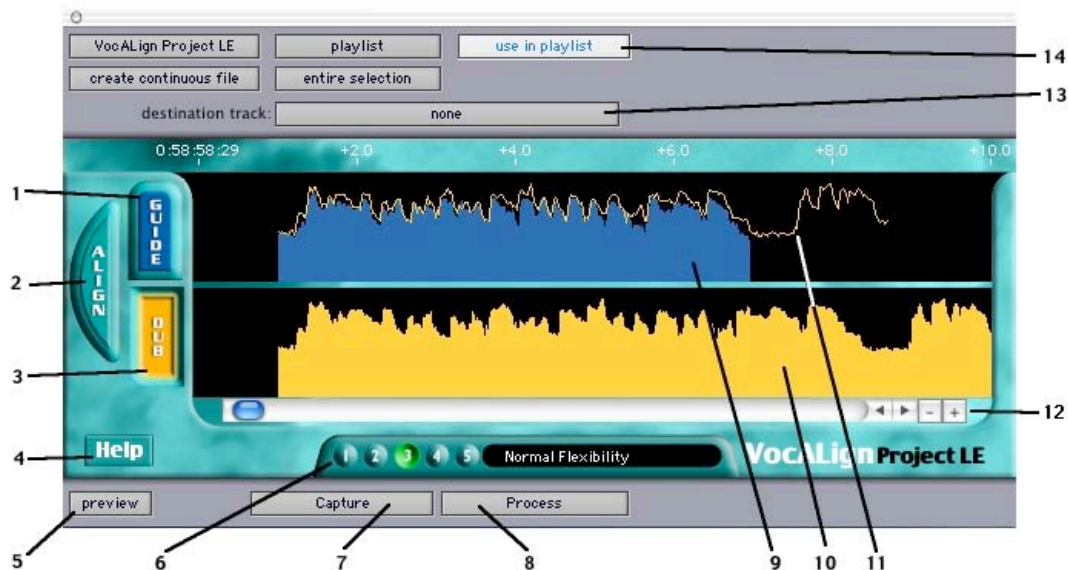 VocALign Project LE playlist use in playlist
14
create continuous file entire selection
13
destination track: none
0:58:58:29 +2.0 +4.0 +6.0 +8.0 +10.0
1
GUIDE
2
ALIGN
DUB
3
12
4
Help
1 2 3 4 5 Normal Flexibility
VocALign Project LE
preview Capture Process
5 6 7 8 9 10 11